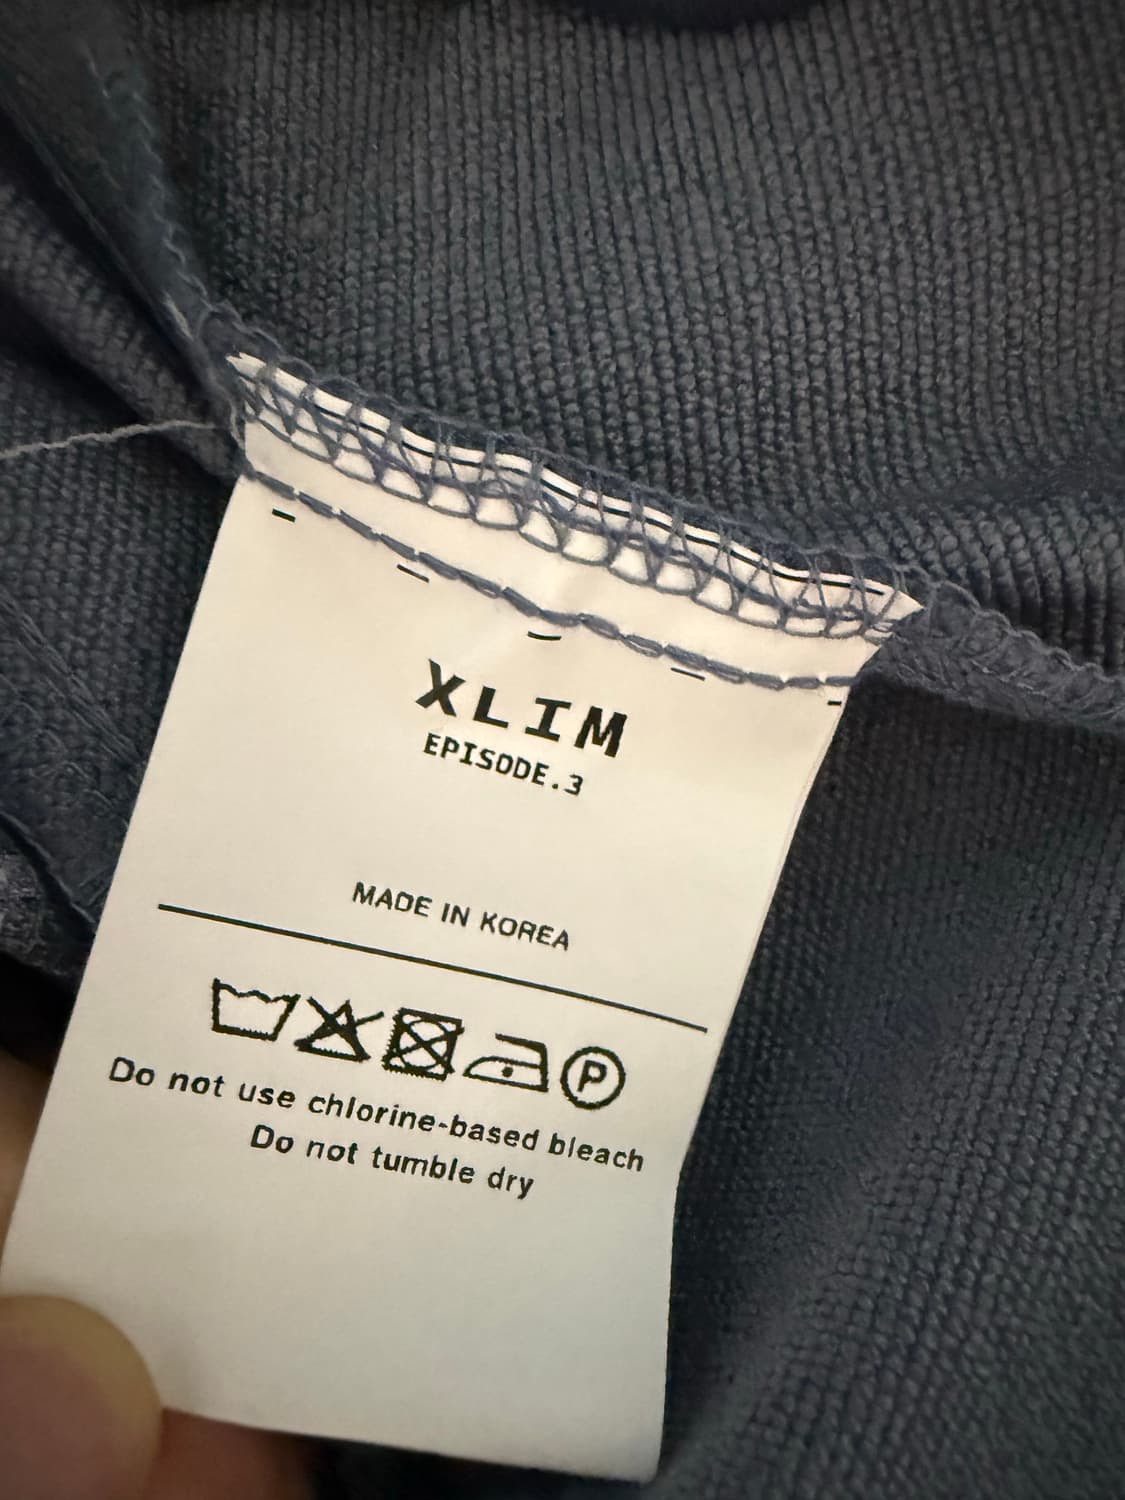 XLIM
EPISODE.3
MADE IN KOREA
P
Do not use chlorine-based bleach
Do not tumble dry